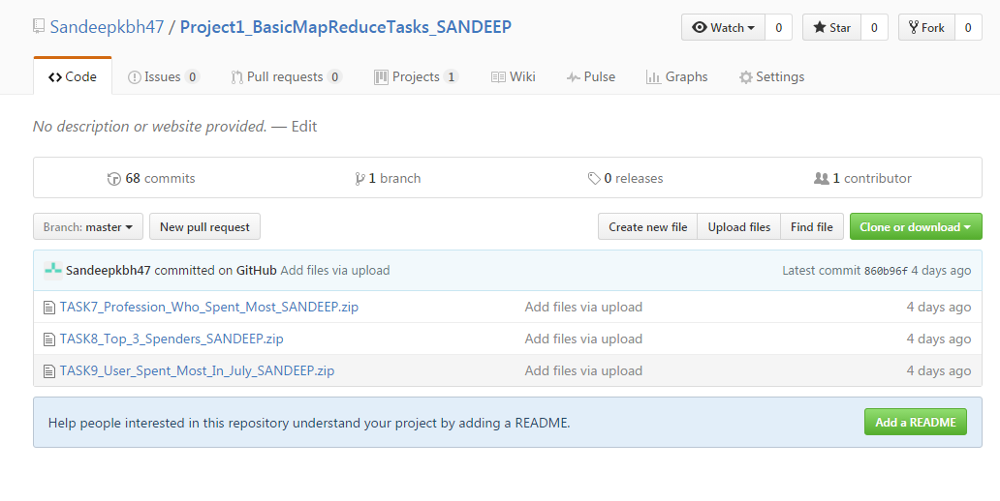 Sandeepkbh47 / Project1_BasicMapReduceTasks_SANDEEP Watch 0 Star 0 Fork 0
Code Issues 0 Pull requests 0 Projects 1 Wiki Pulse Graphs Settings
No description or website provided. — Edit
68 commits 1 branch 0 releases 1 contributor
Branch: master New pull request Create new file Upload files Find file Clone or download
Sandeepkbh47 committed on GitHub Add files via upload Latest commit 860b96f 4 days ago
TASK7_Profession_Who_Spent_Most_SANDEEP.zip Add files via upload 4 days ago
TASK8_Top_3_Spenders_SANDEEP.zip Add files via upload 4 days ago
TASK9_User_Spent_Most_In_July_SANDEEP.zip Add files via upload 4 days ago
Help people interested in this repository understand your project by adding a README. Add a README